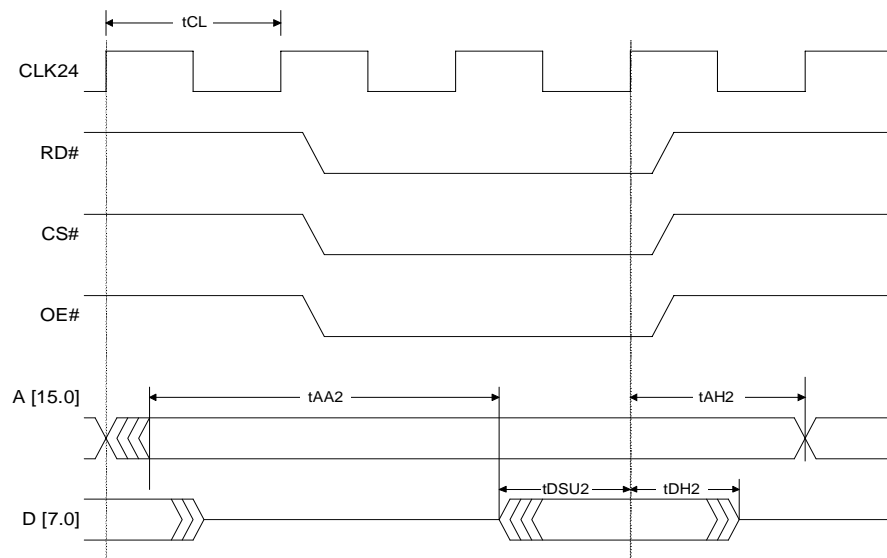 tCL
CLK24
RD#
CS#
OE#
A [15.0]
tAA2
tAH2
tDSU2
tDH2
D [7.0]